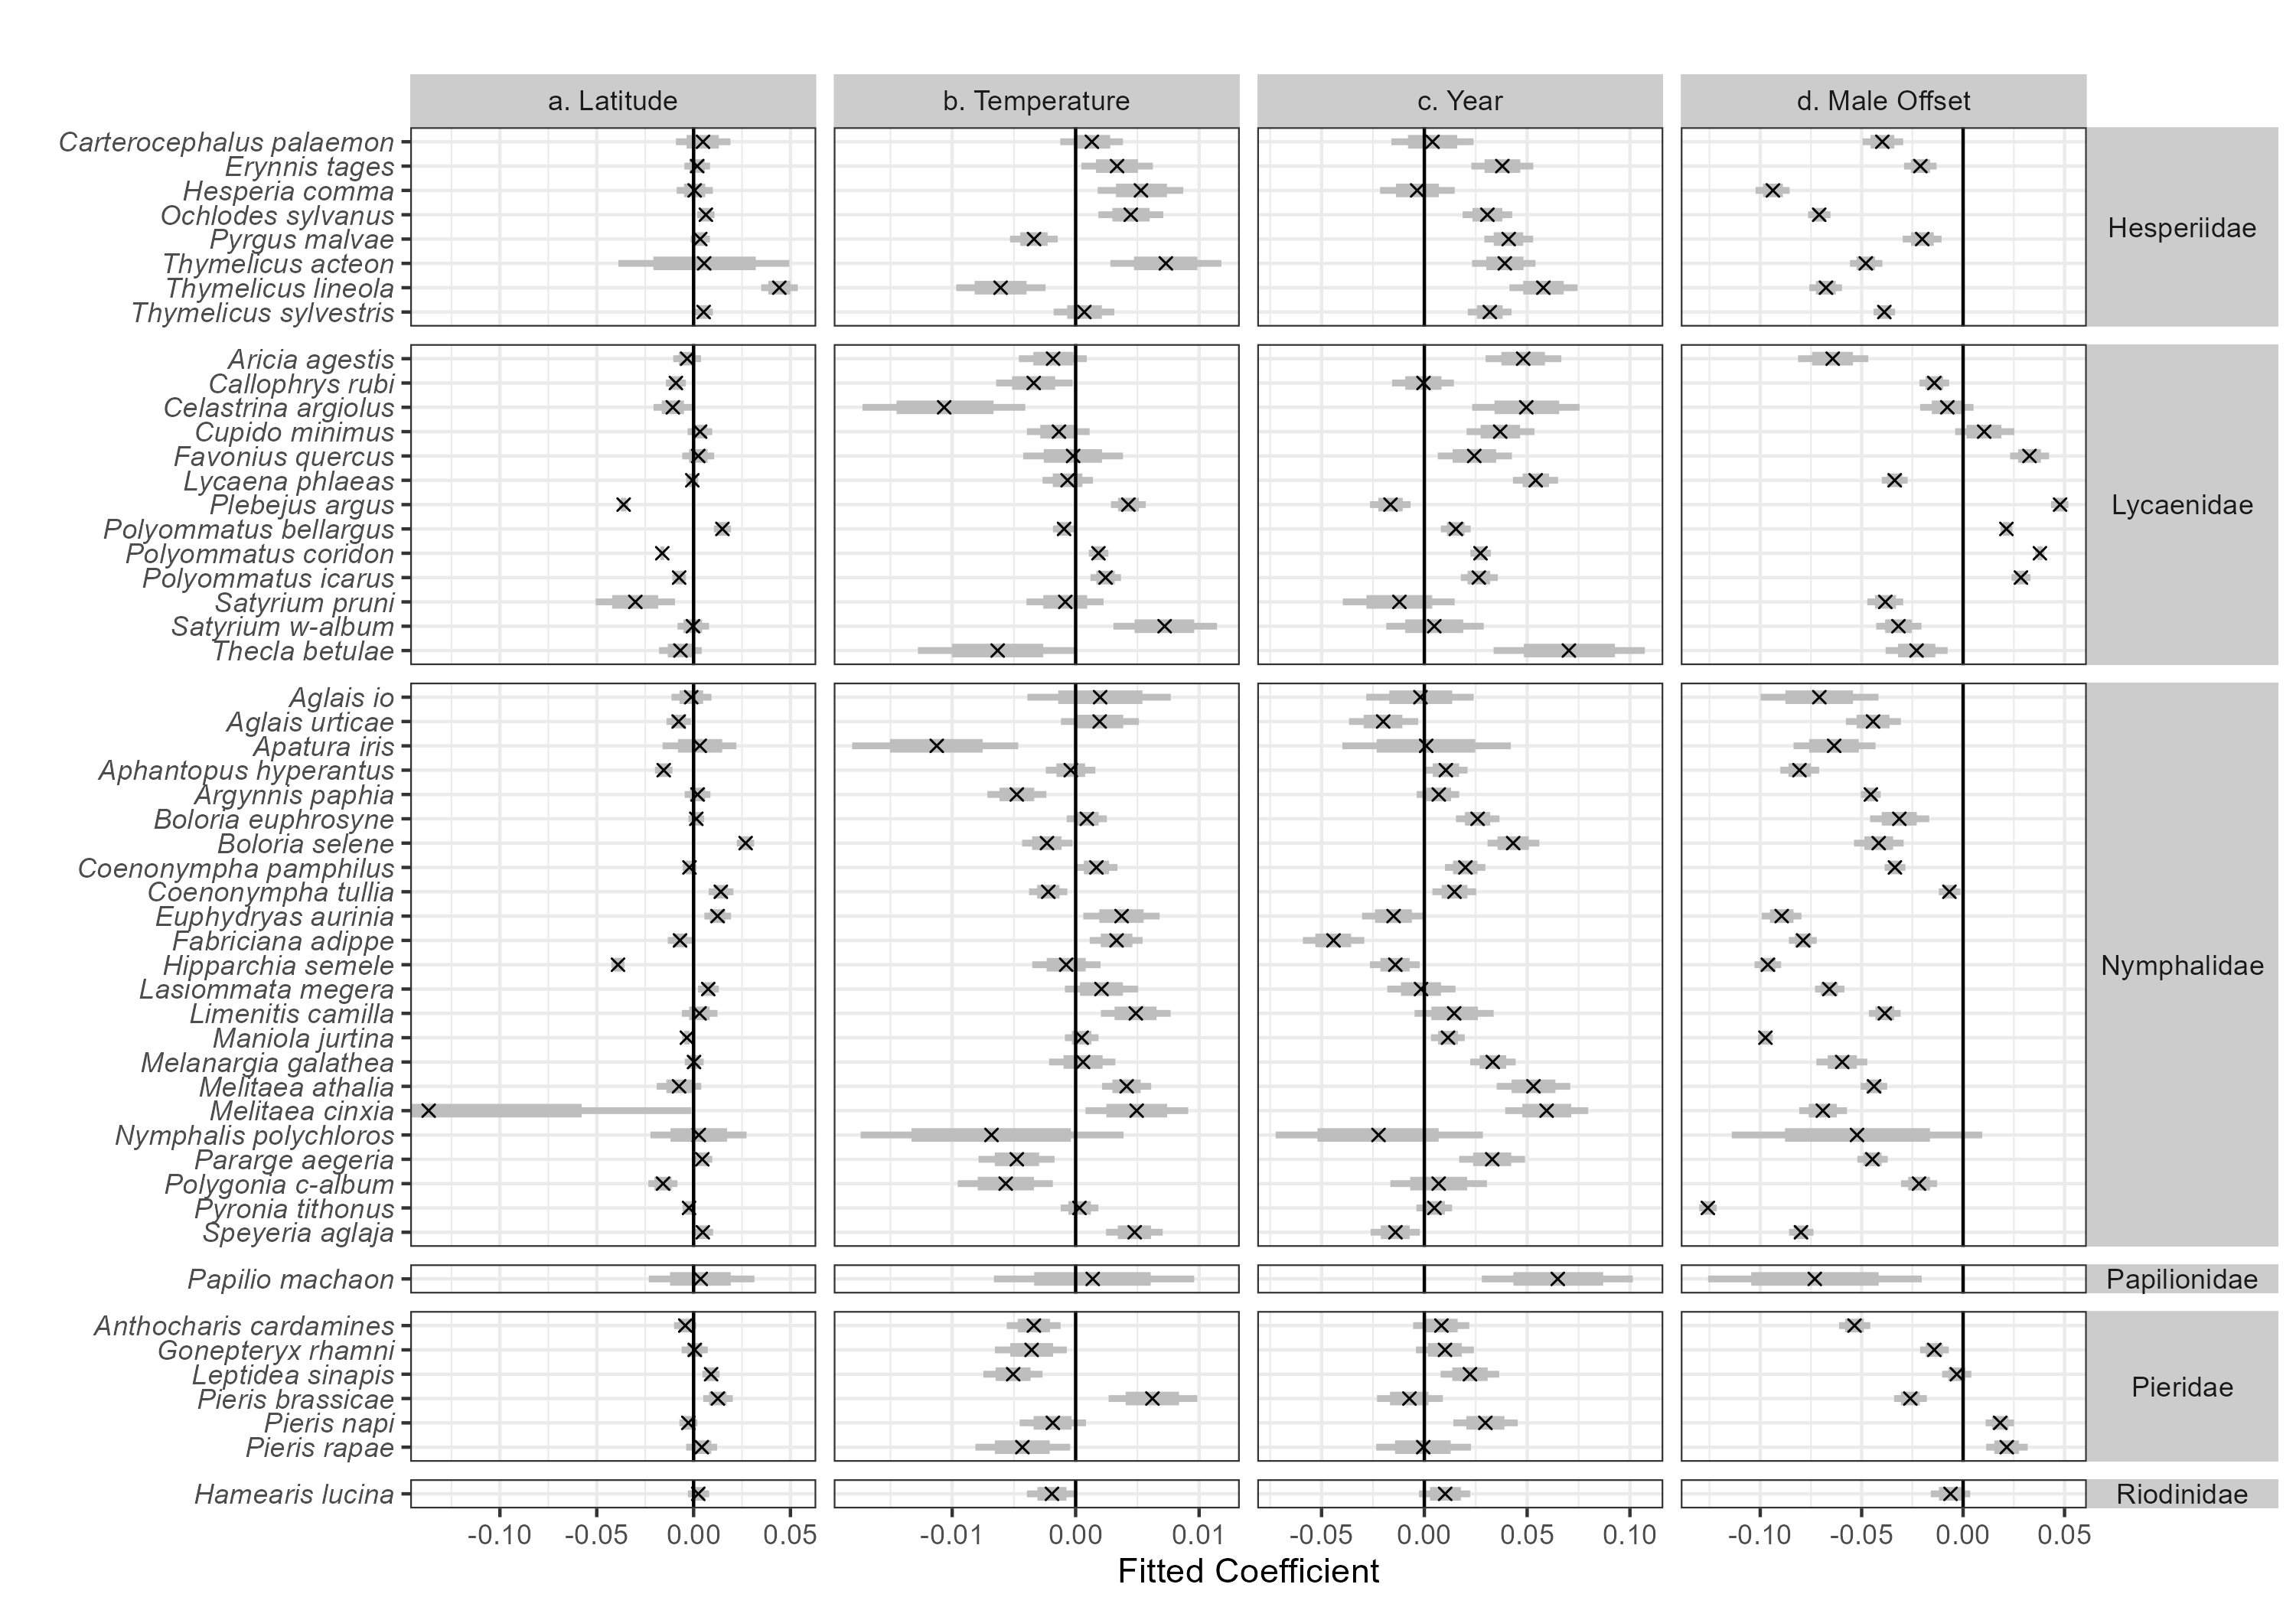 a. Latitude
b. Temperature
c. Year
d. Male Offset
Carterocephalus palaemon
Erynnis tages
Hesperia comma
Ochlodes sylvanus
Pyrgus malvae
Thymelicus acteon
Thymelicus lineola
Thymelicus sylvestris
Hesperiidae
Aricia agestis
Callophrys rubi
Celastrina argiolus
Cupido minimus
Favonius quercus
Lycaena phlaeas
Plebejus argus
Polyommatus bellargus
Polyommatus coridon
Polyommatus icarus
Satyrium pruni
Satyrium w-album
Thecla betulae
Lycaenidae
Aglais io
Aglais urticae
Apatura iris
Aphantopus hyperantus
Argynnis paphia
Boloria euphrosyne
Boloria selene
Coenonympha pamphilus
Coenonympha tullia
Euphydryas aurinia
Fabriciana adippe
Hipparchia semele
Lasiommata megera
Limenitis camilla
Maniola jurtina
Melanargia galathea
Melitaea athalia
Melitaea cinxia
Nymphalis polychloros
Pararge aegeria
Polygonia c-album
Pyronia tithonus
Speyeria aglaja
Nymphalidae
Papilio machaon
Papilionidae
Anthocharis cardamines
Gonepteryx rhamni
Leptidea sinapis
Pieris brassicae
Pieris napi
Pieris rapae
Pieridae
Hamearis lucina
Riodinidae
-0.10 -0.05 0.00 0.05
-0.01 0.00 0.01
-0.05 0.00 0.05 0.10
-0.10 -0.05 0.00 0.05
Fitted Coefficient